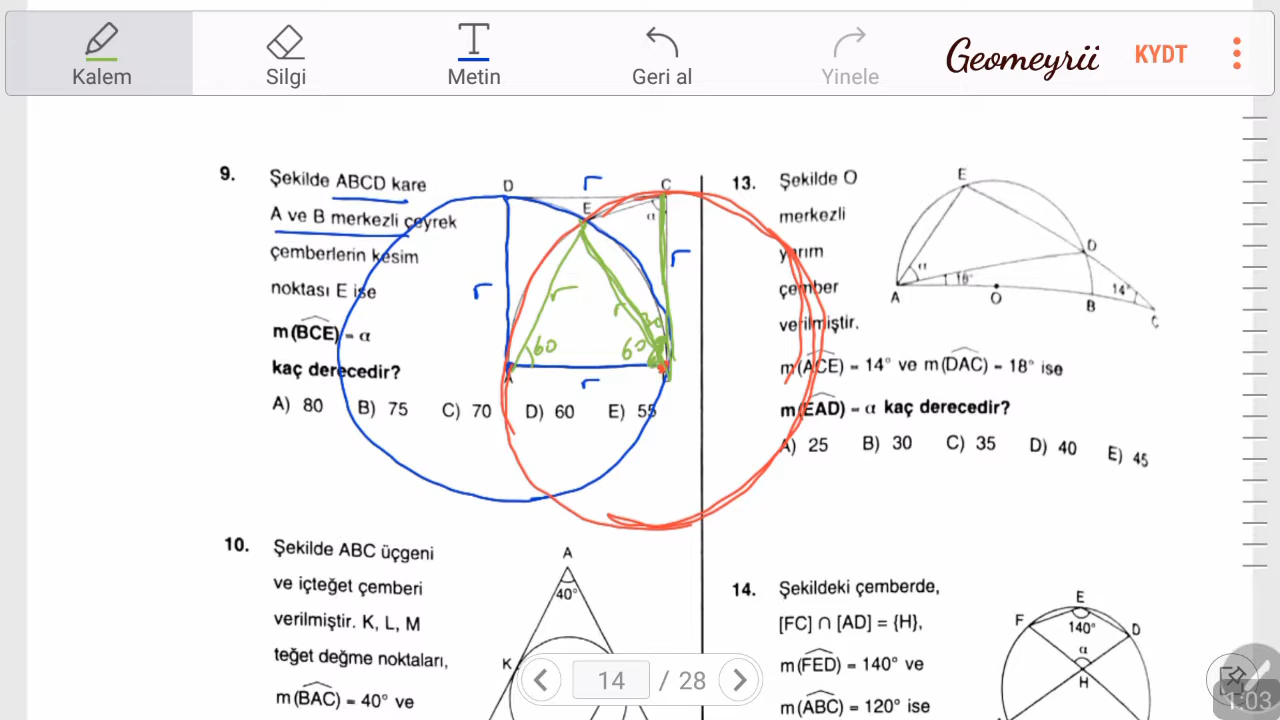 Kalem
Silgi
Metin
Geri al
Yinele
Geomeyrii
KYDT
9.
Şekilde ABCD kare
A ve B merkezli çeyrek
çemberlerin kesim
noktası E ise
m(BCE) = α
kaç derecedir?
A) 80 B) 75 C) 70 D) 60 E) 55
D
r
C
E
α
r
r
r
r
30
60
60
A
r
10.
Şekilde ABC üçgeni
ve içteğet çemberi
verilmiştir. K, L, M
teğet değme noktaları,
m(BAC) = 40° ve
A
40°
K
13.
Şekilde O
merkezli
yarım
çember
verilmiştir.
m(ACE) = 14° ve m(DAC) = 18° ise
m(EAD) = α kaç derecedir?
A) 25 B) 30 C) 35 D) 40 E) 45
E
D
α
18°
14°
A
O
B
C
14.
Şekildeki çemberde,
[FC] ∩ [AD] = {H},
m(FED) = 140° ve
m(ABC) = 120° ise
E
F
140°
D
α
H
14 / 28
1:03